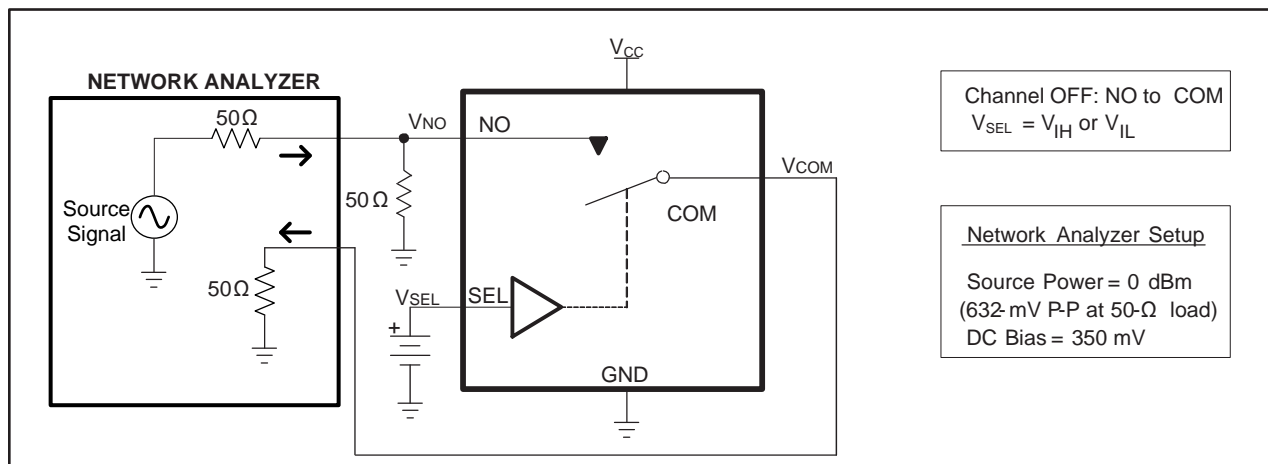 VCC
NETWORK ANALYZER
50Ω
VNO
NO
Channel OFF: NO to COM
VSEL = VIH or VIL
VCOM
50Ω
COM
Source
Signal
50Ω
VSEL
SEL
+
GND
Network Analyzer Setup
Source Power = 0 dBm
(632-mV P-P at 50-Ω load)
DC Bias = 350 mV